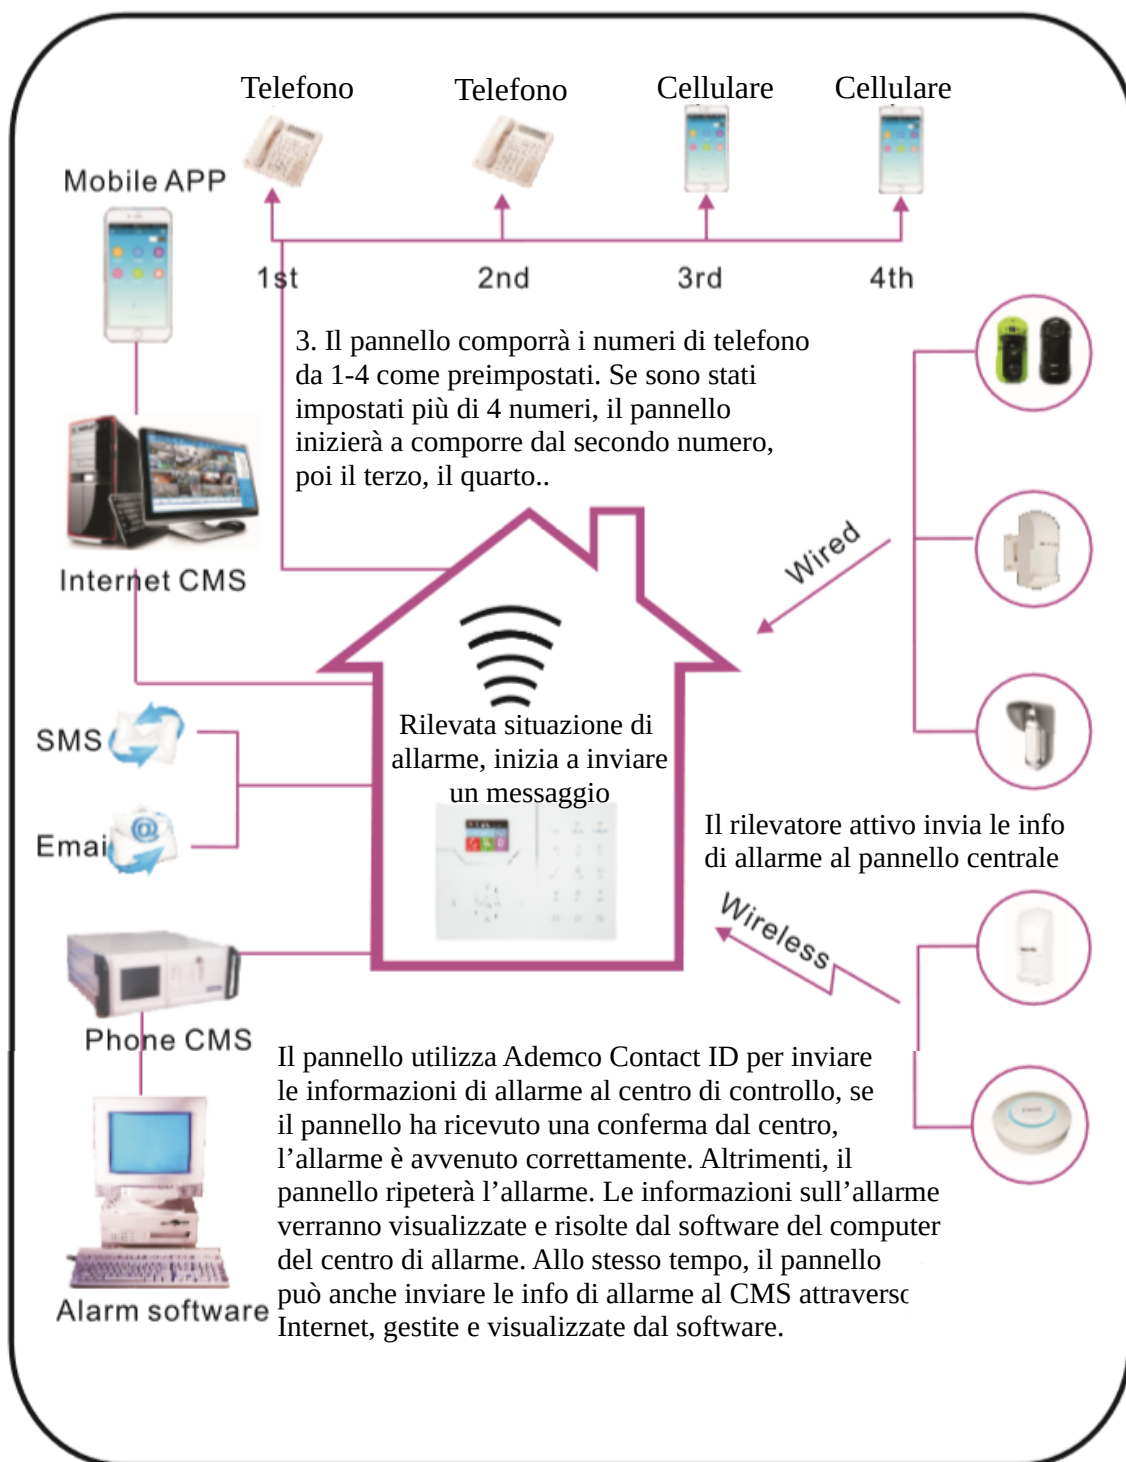 Telefono
Telefono
Cellulare
Cellulare
Mobile APP
1st
2nd
3rd
4th
3. Il pannello comporrà i numeri di telefono
da 1-4 come preimpostati. Se sono stati
impostati più di 4 numeri, il pannello
inizierà a comporre dal secondo numero,
poi il terzo, il quarto..
Wired
Internet CMS
Rilevata situazione di
allarme, inizia a inviare
un messaggio
SMS
Emai
Il rilevatore attivo invia le info
di allarme al pannello centrale
Wireless
Phone CMS
Il pannello utilizza Ademco Contact ID per inviare
le informazioni di allarme al centro di controllo, se
il pannello ha ricevuto una conferma dal centro,
l’allarme è avvenuto correttamente. Altrimenti, il
pannello ripeterà l’allarme. Le informazioni sull’allarme
verranno visualizzate e risolte dal software del computer
del centro di allarme. Allo stesso tempo, il pannello
può anche inviare le info di allarme al CMS attraverso
Internet, gestite e visualizzate dal software.
Alarm software